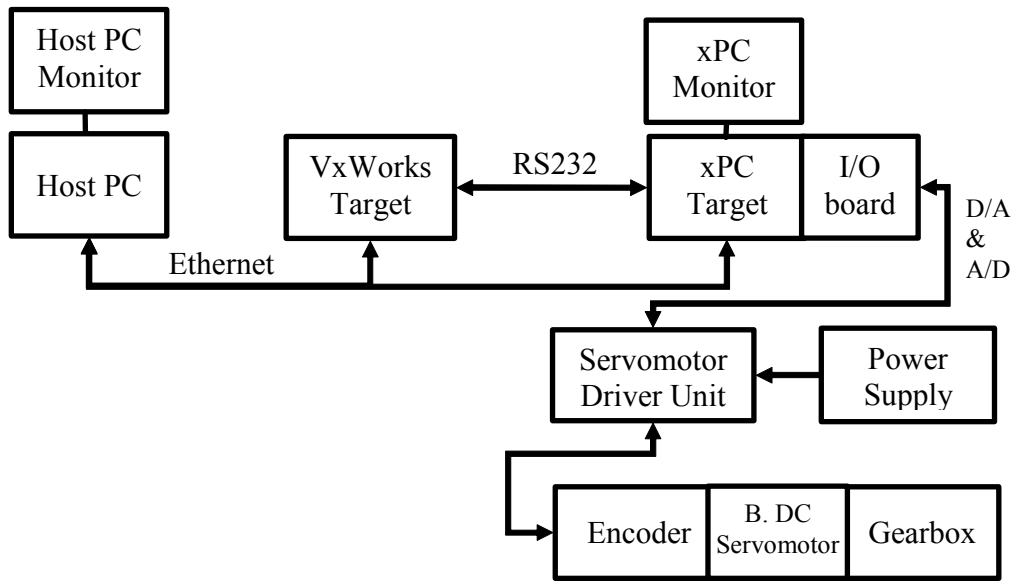 Host PC
Monitor
xPC
Monitor
Host PC
VxWorks
Target
RS232
xPC
Target
I/O
board
D/A
&
A/D
Ethernet
Servomotor
Driver Unit
Power
Supply
Encoder
B. DC
Servomotor
Gearbox